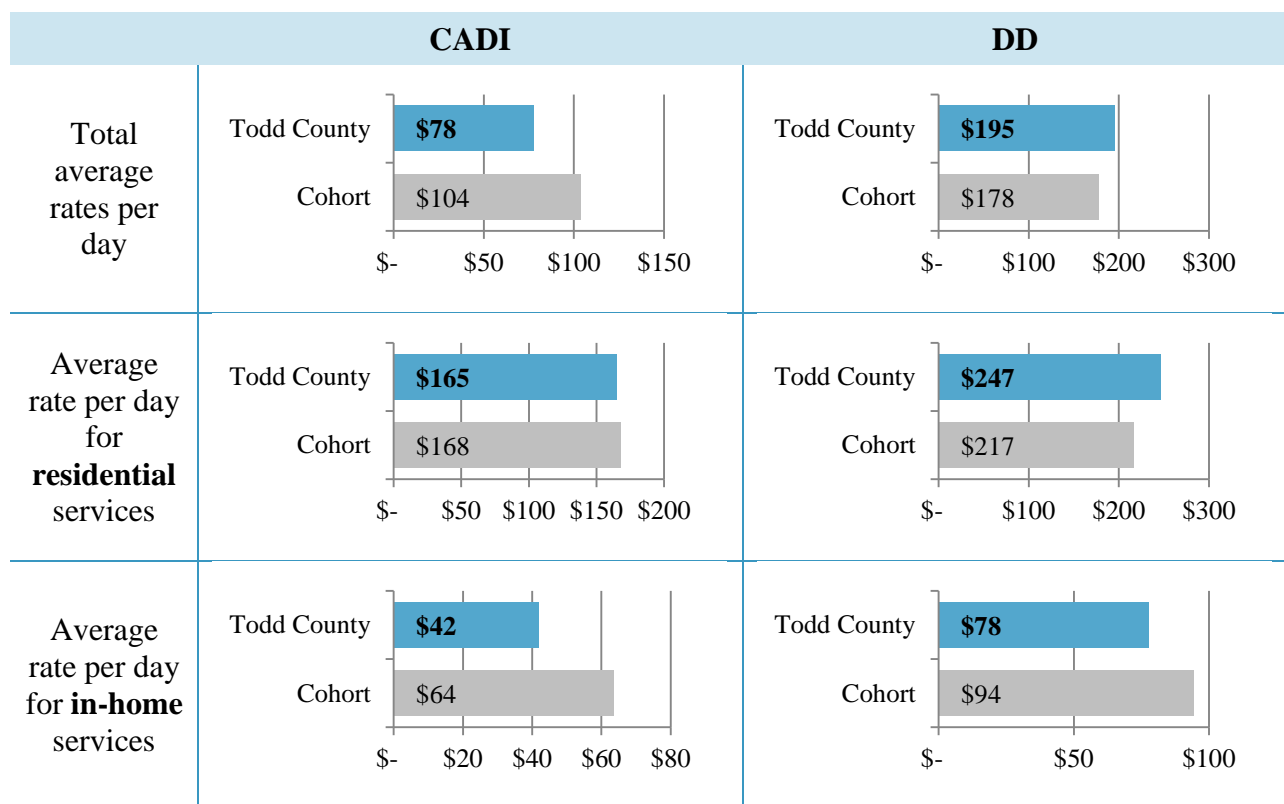 CADI
DD
Total
average
rates per
day
Todd County
$78
Cohort
$104
$-
$50
$100
$150
Todd County
$195
Cohort
$178
$-
$100
$200
$300
Average
rate per day
for
residential
services
Todd County
$165
Cohort
$168
$-
$50
$100
$150
$200
Todd County
$247
Cohort
$217
$-
$100
$200
$300
Average
rate per day
for in-home
services
Todd County
$42
Cohort
$64
$-
$20
$40
$60
$80
Todd County
$78
Cohort
$94
$-
$50
$100